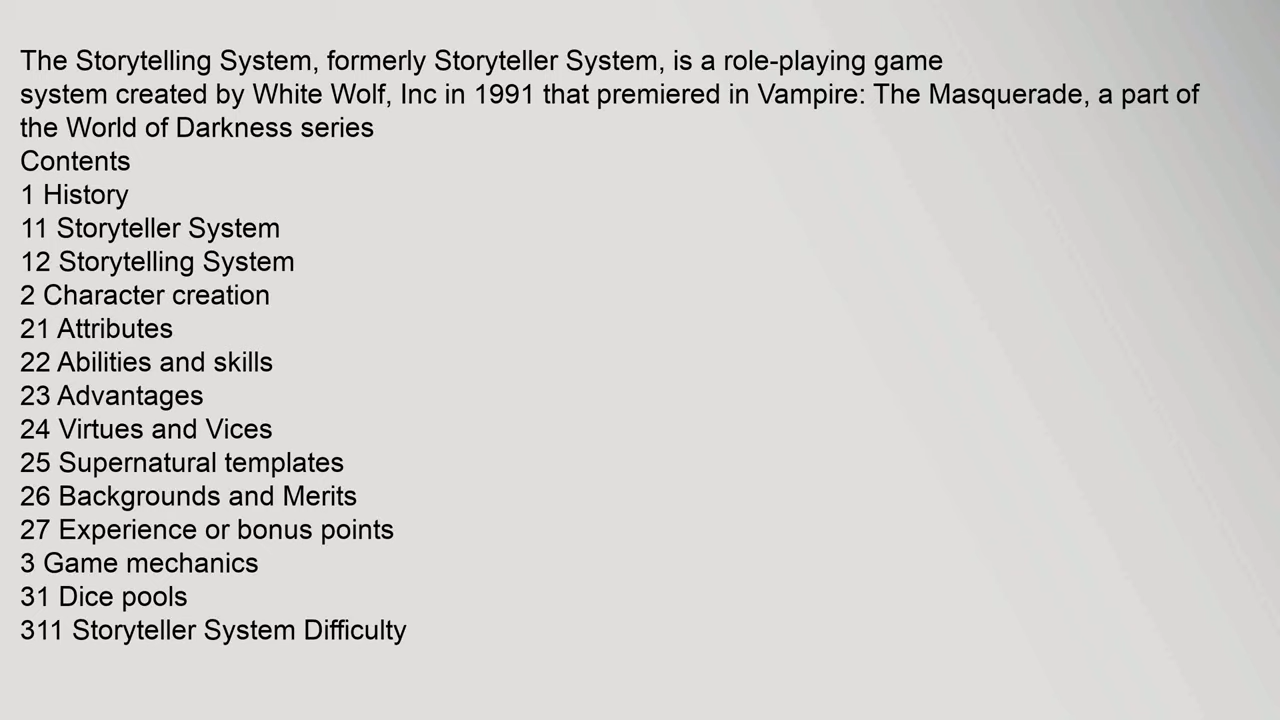 The Storytelling System, formerly Storyteller System, is a role-playing game
system created by White Wolf, Inc in 1991 that premiered in Vampire: The Masquerade, a part of
the World of Darkness series
Contents
1 History
11 Storyteller System
12 Storytelling System
2 Character creation
21 Attributes
22 Abilities and skills
23 Advantages
24 Virtues and Vices
25 Supernatural templates
26 Backgrounds and Merits
27 Experience or bonus points
3 Game mechanics
31 Dice pools
311 Storyteller System Difficulty